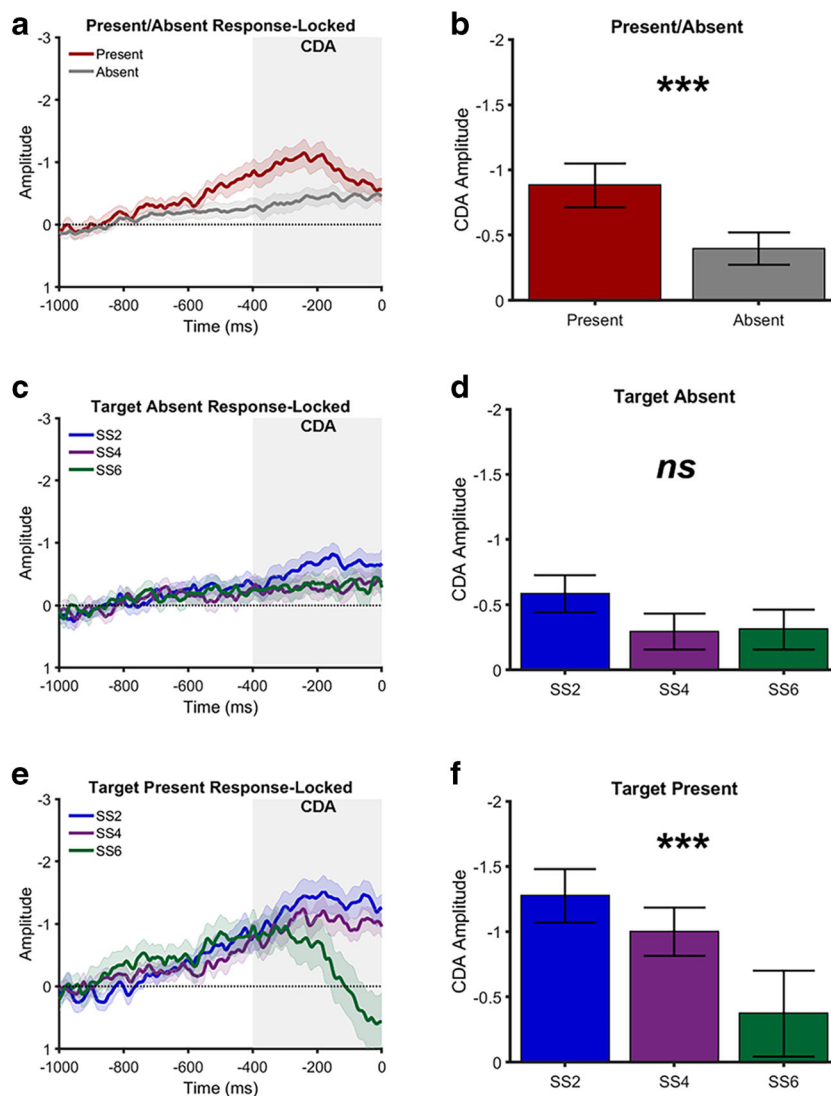 a
Present/Absent Response-Locked
CDA
Present
Absent
-3
-2
-1
0
1
Amplitude
-1000
-800
-600
-400
-200
0
Time (ms)
b
Present/Absent
***
-2
-1.5
-1
-0.5
0
CDA Amplitude
Present
Absent
c
Target Absent Response-Locked
CDA
SS2
SS4
SS6
-3
-2
-1
0
1
Amplitude
-1000
-800
-600
-400
-200
0
Time (ms)
d
Target Absent
ns
-2
-1.5
-1
-0.5
0
CDA Amplitude
SS2
SS4
SS6
e
Target Present Response-Locked
CDA
SS2
SS4
SS6
-3
-2
-1
0
1
Amplitude
-1000
-800
-600
-400
-200
0
Time (ms)
f
Target Present
***
-2
-1.5
-1
-0.5
0
CDA Amplitude
SS2
SS4
SS6